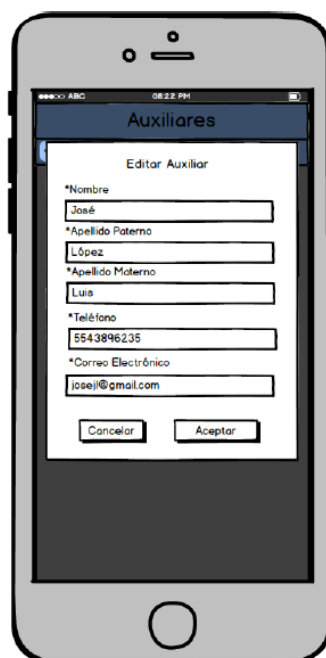 ABC 06:22 PM
Auxiliares
Editar Auxiliar
*Nombre
José
*Apellido Paterno
López
*Apellido Materno
Luis
*Teléfono
5543896235
*Correo Electrónico
josejl@gmail.com
Cancelar Aceptar